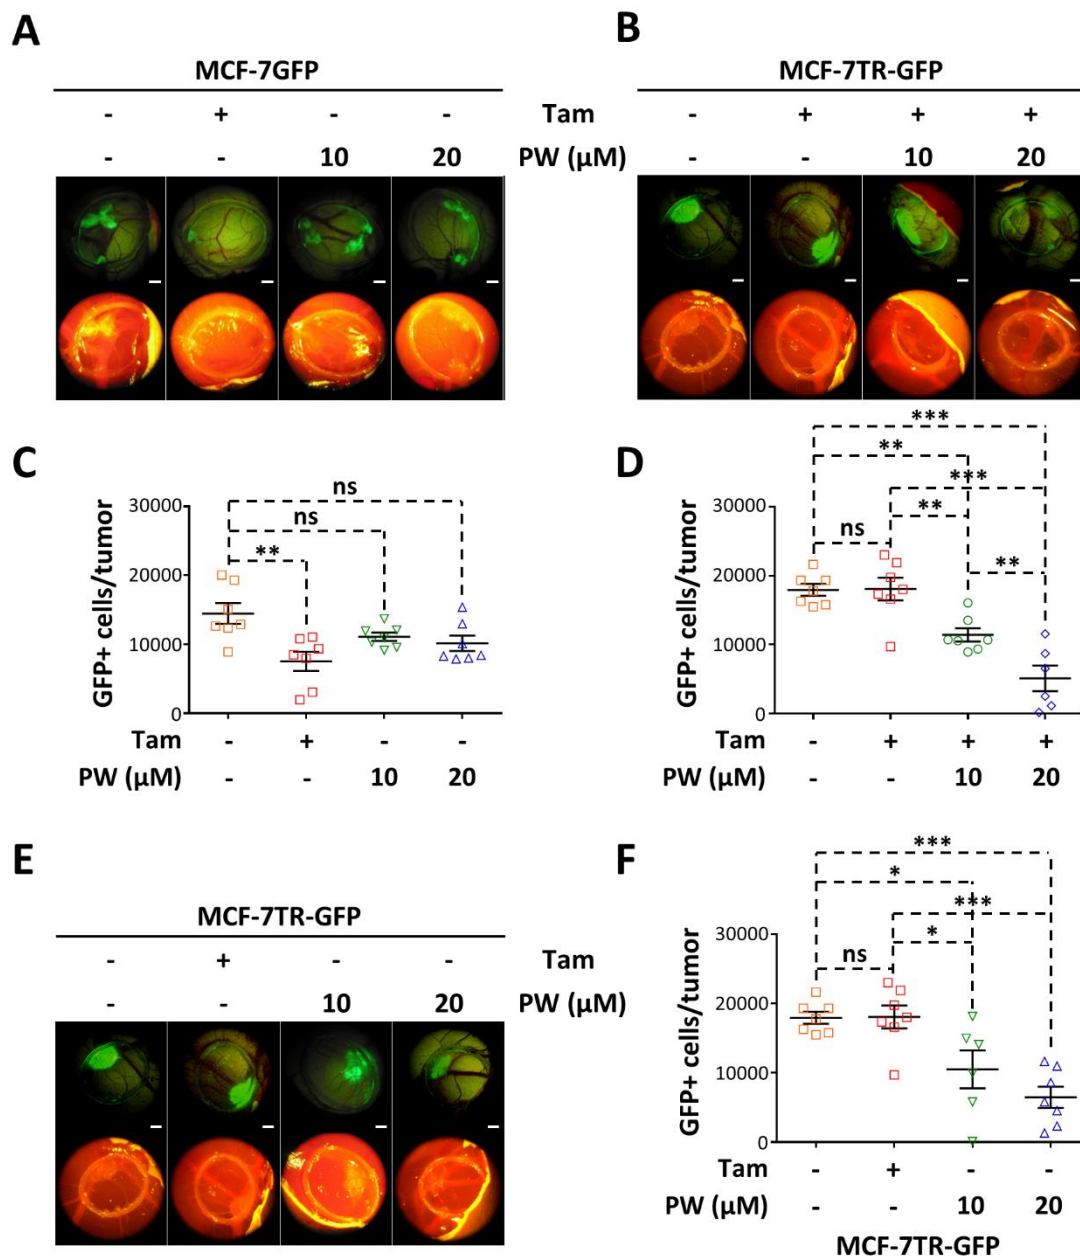 A
B
MCF-7GFP
MCF-7TR-GFP
- + - - Tam - + + +
- - 10 20 PW (µM) - - 10 20
C
D
ns
ns
**
30000
20000
10000
0
GFP+ cells/tumor
Tam - + - -
PW (µM) - - 10 20
***
**
***
**
ns
**
30000
20000
10000
0
GFP+ cells/tumor
Tam - + + +
PW (µM) - - 10 20
E
F
MCF-7TR-GFP
- + - - Tam
- - 10 20 PW (µM)
***
*
***
*
ns
30000
20000
10000
0
GFP+ cells/tumor
Tam - + - -
PW (µM) - - 10 20
MCF-7TR-GFP